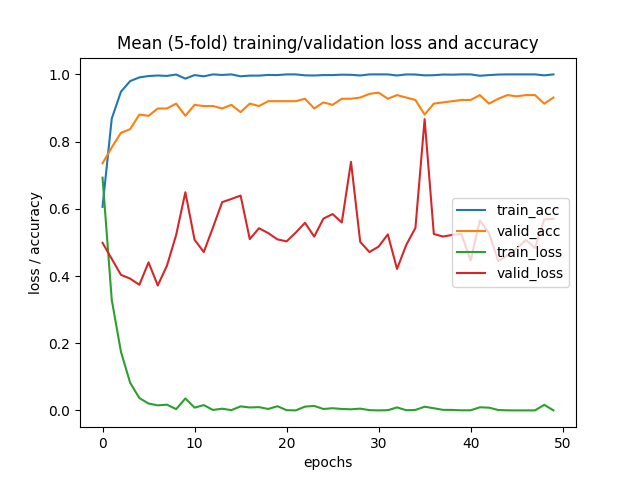 Mean (5-fold) training/validation loss and accuracy
1.0
0.8
0.6
0.4
0.2
0.0
loss / accuracy
train_acc
valid_acc
train_loss
valid_loss
0 10 20 30 40 50
epochs